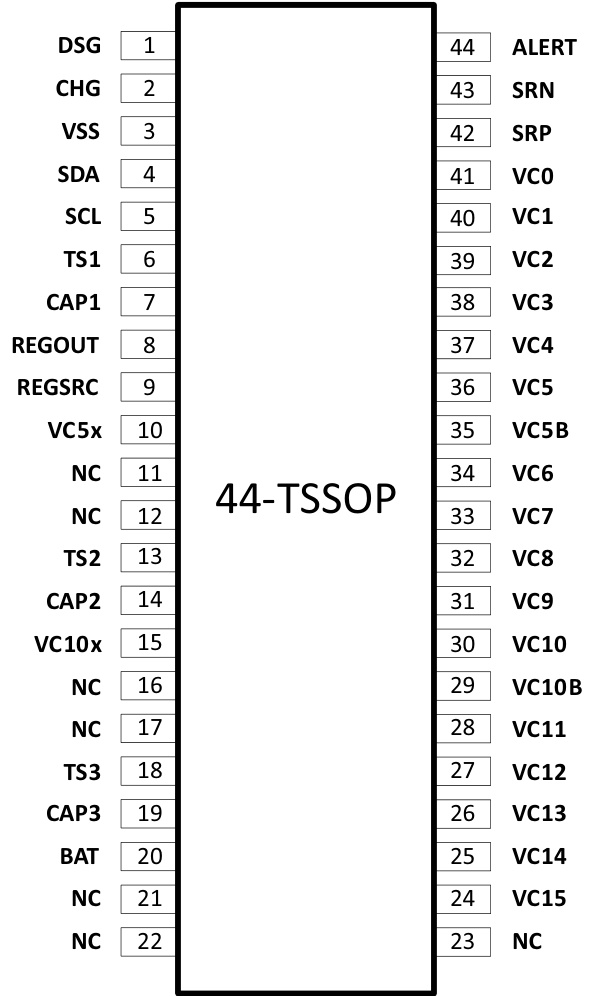 DSG 1 44 ALERT
CHG 2 43 SRN
VSS 3 42 SRP
SDA 4 41 VC0
SCL 5 40 VC1
TS1 6 39 VC2
CAP1 7 38 VC3
REGOUT 8 37 VC4
REGSRC 9 36 VC5
VC5x 10 35 VC5B
NC 11 34 VC6
44-TSSOP
NC 12 33 VC7
TS2 13 32 VC8
CAP2 14 31 VC9
VC10x 15 30 VC10
NC 16 29 VC10B
NC 17 28 VC11
TS3 18 27 VC12
CAP3 19 26 VC13
BAT 20 25 VC14
NC 21 24 VC15
NC 22 23 NC